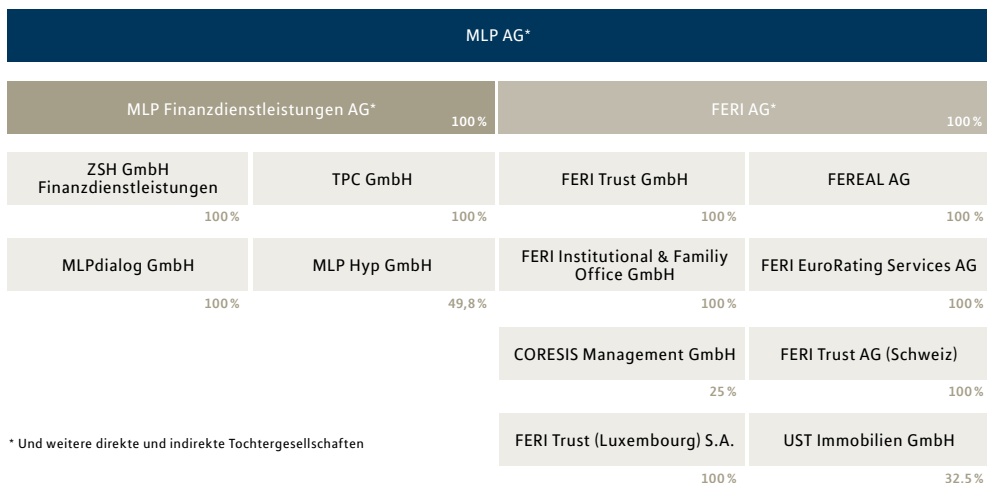 MLP AG*
MLP Finanzdienstleistungen AG*
100 %
FERI AG*
100 %
ZSH GmbH
Finanzdienstleistungen
100 %
TPC GmbH
100 %
FERI Trust GmbH
100 %
FEREAL AG
100 %
MLPdialog GmbH
100 %
MLP Hyp GmbH
49,8 %
FERI Institutional & Familiy
Office GmbH
100 %
FERI EuroRating Services AG
100 %
CORESIS Management GmbH
25 %
FERI Trust AG (Schweiz)
100 %
* Und weitere direkte und indirekte Tochtergesellschaften
FERI Trust (Luxembourg) S.A.
100 %
UST Immobilien GmbH
32,5 %